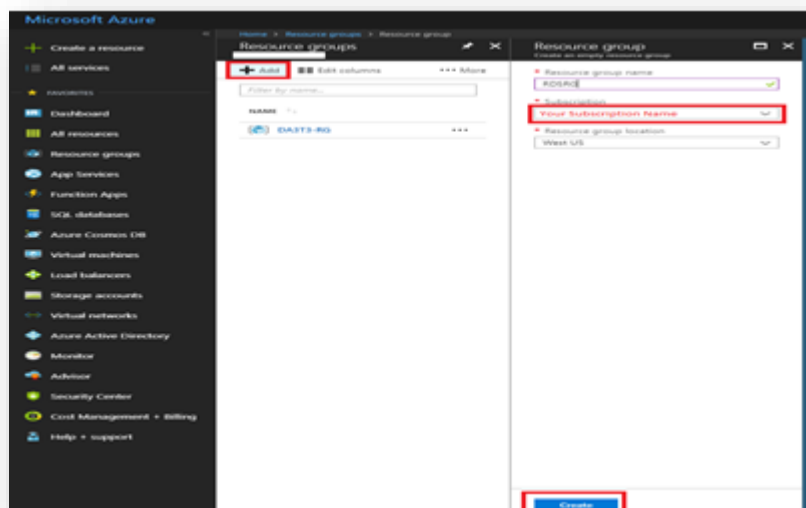 Microsoft Azure
Create a resource
All services
FAVORITES
Dashboard
All resources
Resource groups
App Services
Function Apps
SQL databases
Azure Cosmos DB
Virtual machines
Load balancers
Storage accounts
Virtual networks
Azure Active Directory
Monitor
Advisor
Security Center
Cost Management + Billing
Help + support
Home > Resource groups > Resource group
Resource groups
+ Add
Edit columns
••• More
Filter by name...
NAME
DAST3-RG
•••
Resource group
Create an empty resource group
* Resource group name
RDSRG
* Subscription
Your Subscription Name
* Resource group location
West US
Create